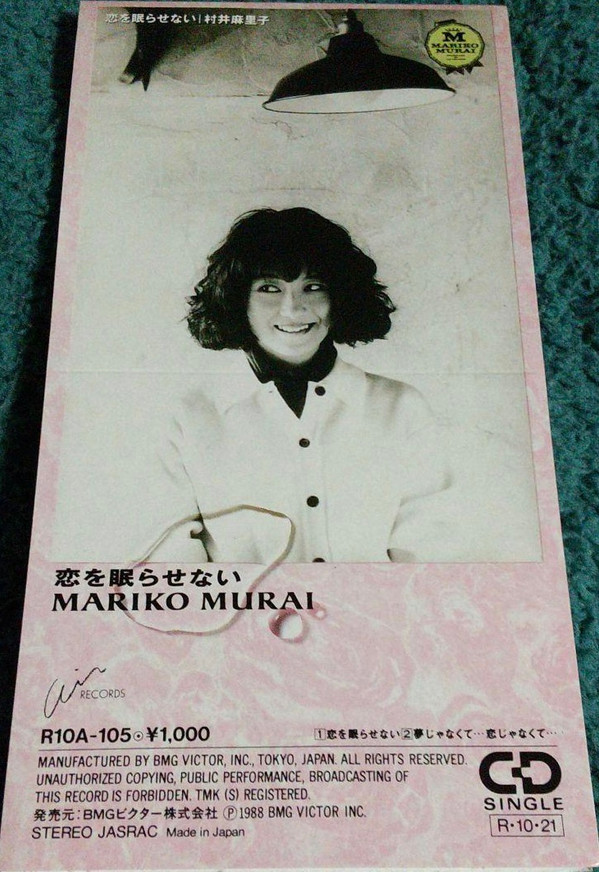 恋を眠らせない|村井麻里子
M
MARIKO
MURAI
恋を眠らせない
MARIKO MURAI
air RECORDS
R10A-105⦿¥1,000
1恋を眠らせない2夢じゃなくて…恋じゃなくて…
MANUFACTURED BY BMG VICTOR, INC., TOKYO, JAPAN. ALL RIGHTS RESERVED.
UNAUTHORIZED COPYING, PUBLIC PERFORMANCE, BROADCASTING OF
THIS RECORD IS FORBIDDEN. TMK (S) REGISTERED.
発売元:BMGビクター株式会社 Ⓟ1988 BMG VICTOR INC.
STEREO JASRAC Made in Japan
CD
SINGLE
R·10·21